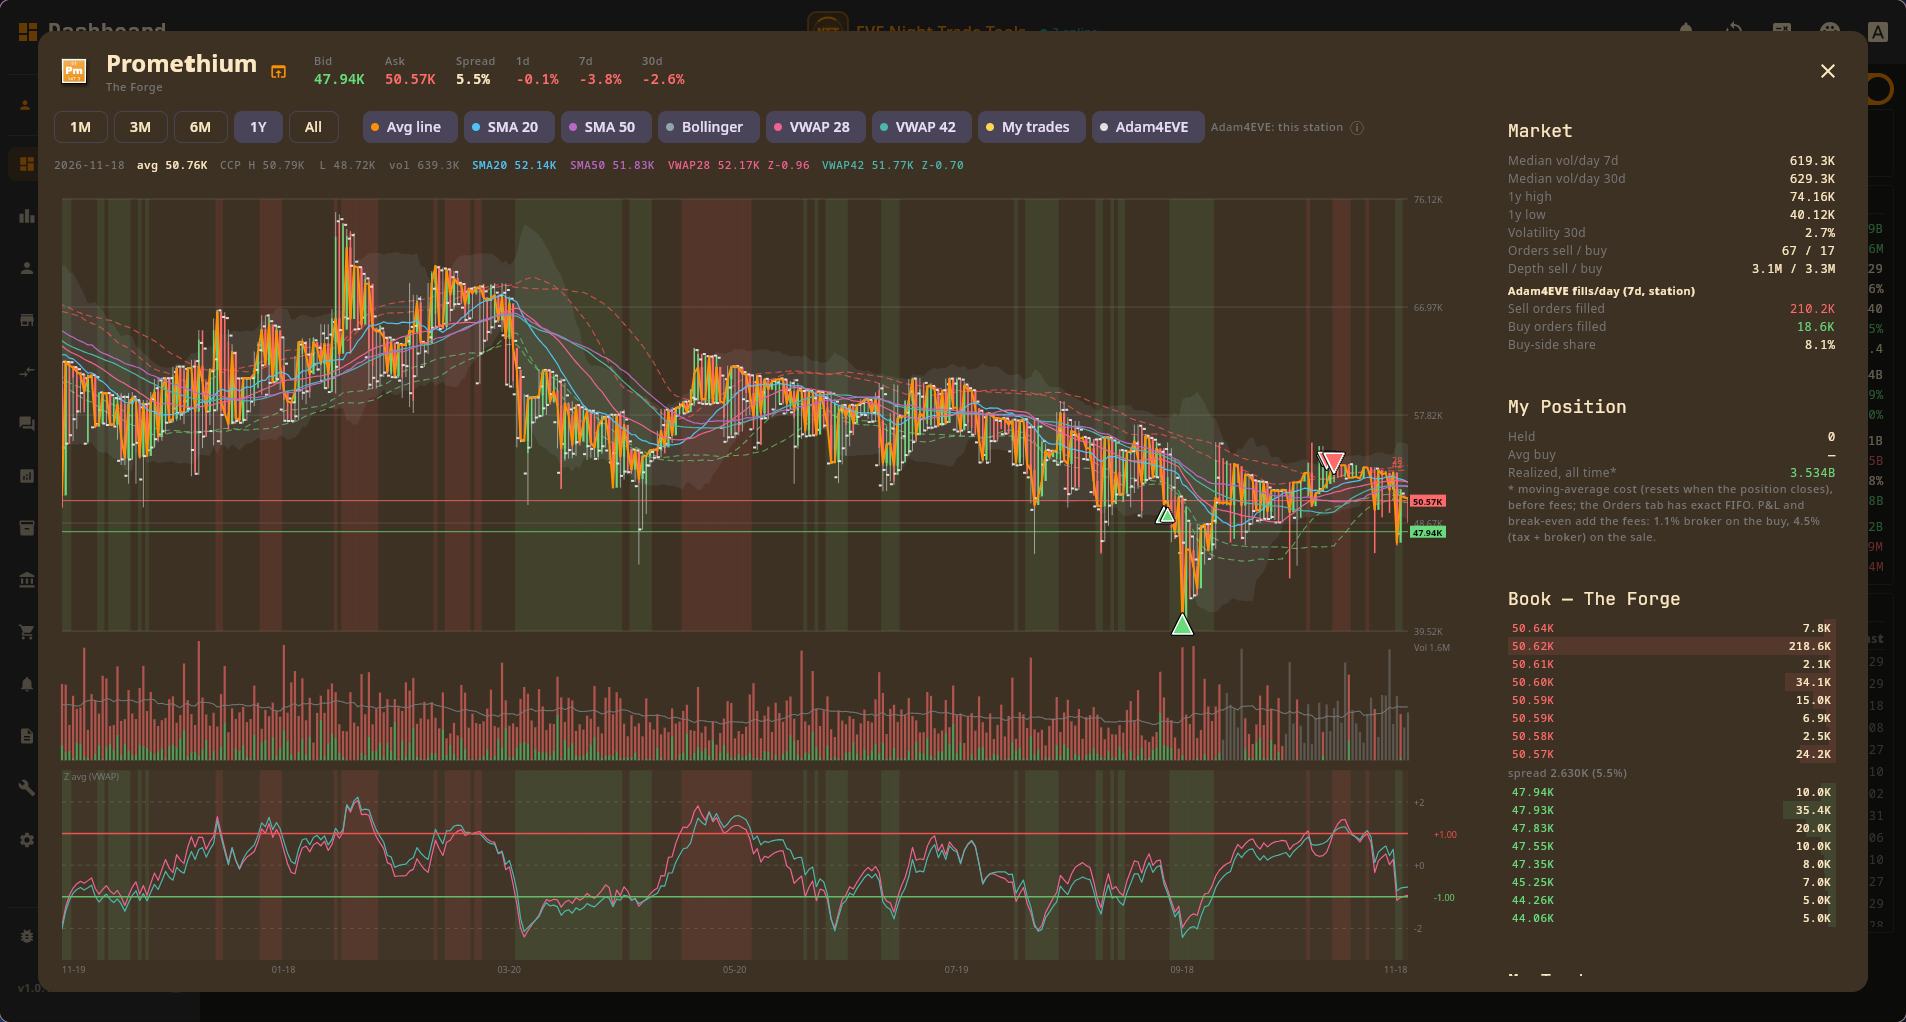 Dashboard
EVE Night Trade Tools
A
Pm
Promethium
The Forge
Bid 47.94K
Ask 50.57K
Spread 5.5%
1d -0.1%
7d -3.8%
30d -2.6%
1M 3M 6M 1Y All Avg line SMA 20 SMA 50 Bollinger VWAP 28 VWAP 42 My trades Adam4EVE Adam4EVE: this station
2026-11-18 avg 50.76K CCP H 50.79K L 48.72K vol 639.3K SMA20 52.14K SMA50 51.83K VWAP28 52.17K Z-0.96 VWAP42 51.77K Z-0.70
76.12K
66.97K
57.82K
50.57K
48.67K
47.94K
39.52K
Vol 1.6M
Z avg (VWAP)
+2
+1.00
+0
-1.00
-2
11-19 01-18 03-20 05-20 07-19 09-18 11-18
Market
Median vol/day 7d 619.3K
Median vol/day 30d 629.3K
1y high 74.16K
1y low 40.12K
Volatility 30d 2.7%
Orders sell / buy 67 / 17
Depth sell / buy 3.1M / 3.3M
Adam4EVE fills/day (7d, station)
Sell orders filled 210.2K
Buy orders filled 18.6K
Buy-side share 8.1%
My Position
Held 0
Avg buy —
Realized, all time* 3.534B
* moving-average cost (resets when the position closes),
before fees; the Orders tab has exact FIFO. P&L and
break-even add the fees: 1.1% broker on the buy, 4.5%
(tax + broker) on the sale.
Book — The Forge
50.64K 7.8K
50.62K 218.6K
50.61K 2.1K
50.60K 34.1K
50.59K 15.0K
50.59K 6.9K
50.58K 2.5K
50.57K 24.2K
spread 2.630K (5.5%)
47.94K 10.0K
47.93K 35.4K
47.83K 20.0K
47.55K 10.0K
47.35K 8.0K
45.25K 7.0K
44.26K 5.0K
44.06K 5.0K